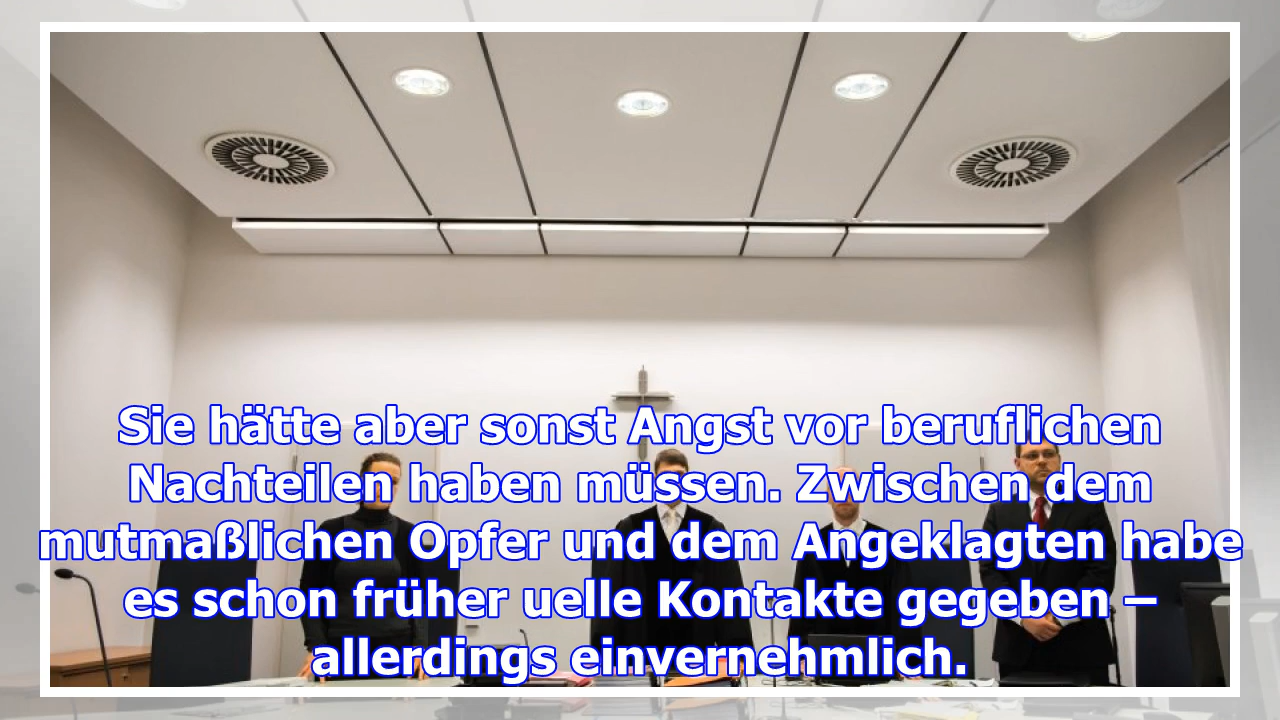 Sie hätte aber sonst Angst vor beruflichen
Nachteilen haben müssen. Zwischen dem
mutmaßlichen Opfer und dem Angeklagten habe
es schon früher uelle Kontakte gegeben –
allerdings einvernehmlich.